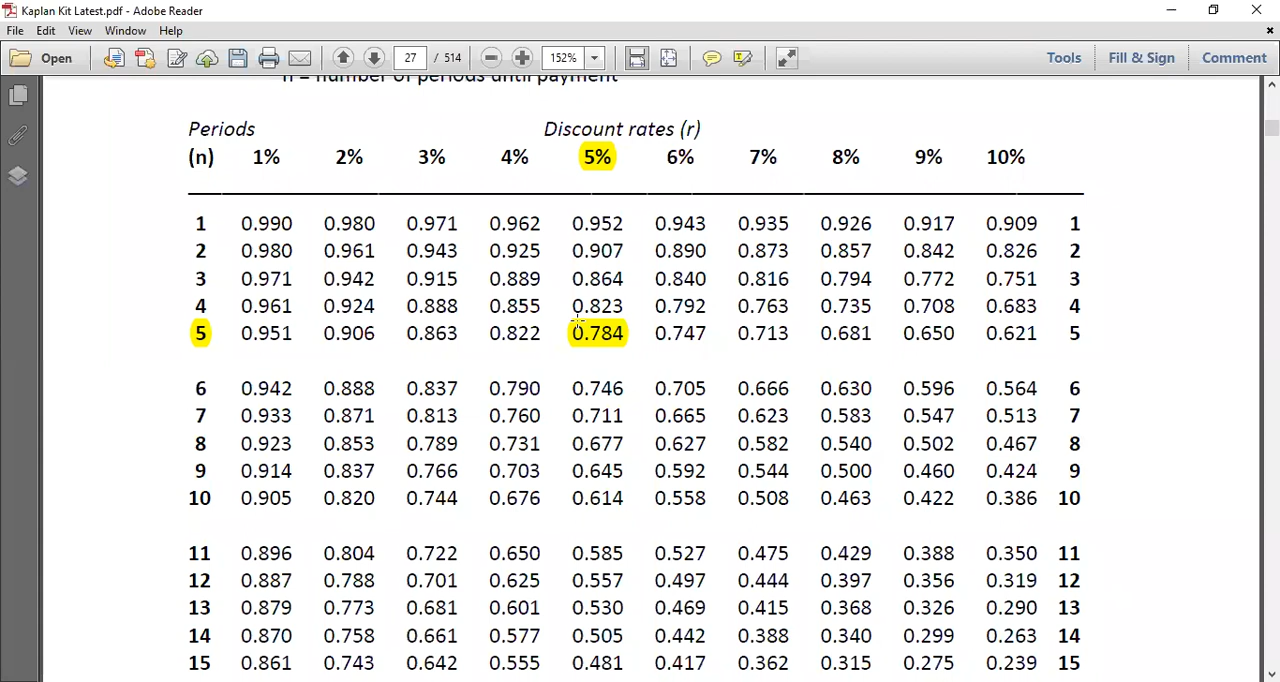 Kaplan Kit Latest.pdf - Adobe Reader
File Edit View Window Help
Open 27 / 514 152% Tools Fill & Sign Comment
n = number of periods until payment
Periods Discount rates (r)
(n) 1% 2% 3% 4% 5% 6% 7% 8% 9% 10%
1 0.990 0.980 0.971 0.962 0.952 0.943 0.935 0.926 0.917 0.909 1
2 0.980 0.961 0.943 0.925 0.907 0.890 0.873 0.857 0.842 0.826 2
3 0.971 0.942 0.915 0.889 0.864 0.840 0.816 0.794 0.772 0.751 3
4 0.961 0.924 0.888 0.855 0.823 0.792 0.763 0.735 0.708 0.683 4
5 0.951 0.906 0.863 0.822 0.784 0.747 0.713 0.681 0.650 0.621 5
6 0.942 0.888 0.837 0.790 0.746 0.705 0.666 0.630 0.596 0.564 6
7 0.933 0.871 0.813 0.760 0.711 0.665 0.623 0.583 0.547 0.513 7
8 0.923 0.853 0.789 0.731 0.677 0.627 0.582 0.540 0.502 0.467 8
9 0.914 0.837 0.766 0.703 0.645 0.592 0.544 0.500 0.460 0.424 9
10 0.905 0.820 0.744 0.676 0.614 0.558 0.508 0.463 0.422 0.386 10
11 0.896 0.804 0.722 0.650 0.585 0.527 0.475 0.429 0.388 0.350 11
12 0.887 0.788 0.701 0.625 0.557 0.497 0.444 0.397 0.356 0.319 12
13 0.879 0.773 0.681 0.601 0.530 0.469 0.415 0.368 0.326 0.290 13
14 0.870 0.758 0.661 0.577 0.505 0.442 0.388 0.340 0.299 0.263 14
15 0.861 0.743 0.642 0.555 0.481 0.417 0.362 0.315 0.275 0.239 15